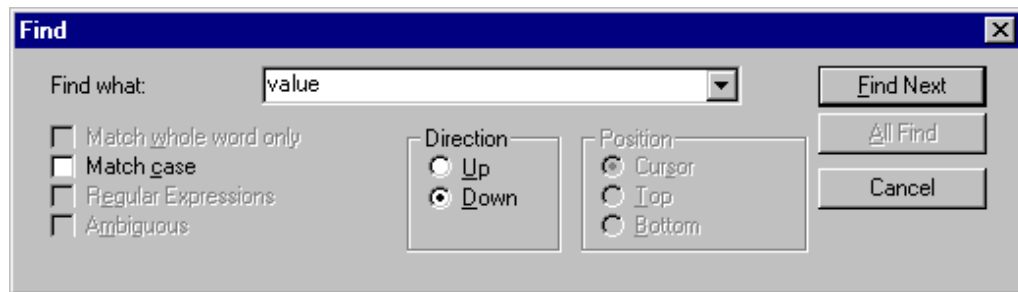 Find
Find what:
value
Find Next
Match whole word only
Match case
Regular Expressions
Ambiguous
Direction
Up
Down
Position
Cursor
Top
Bottom
All Find
Cancel